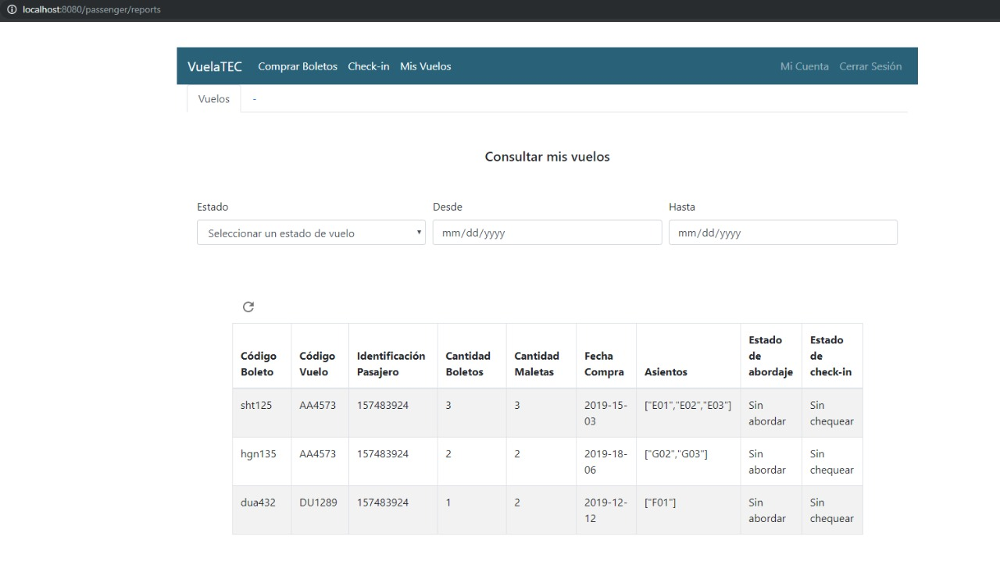 localhost:8080/passenger/reports
VuelaTEC Comprar Boletos Check-in Mis Vuelos Mi Cuenta Cerrar Sesión
Vuelos -
Consultar mis vuelos
Estado Desde Hasta
Seleccionar un estado de vuelo mm/dd/yyyy mm/dd/yyyy
Código Boleto Código Vuelo Identificación Pasajero Cantidad Boletos Cantidad Maletas Fecha Compra Asientos Estado de abordaje Estado de check-in
sht125 AA4573 157483924 3 3 2019-15-03 ["E01","E02","E03"] Sin abordar Sin chequear
hgn135 AA4573 157483924 2 2 2019-18-06 ["G02","G03"] Sin abordar Sin chequear
dua432 DU1289 157483924 1 2 2019-12-12 ["F01"] Sin abordar Sin chequear